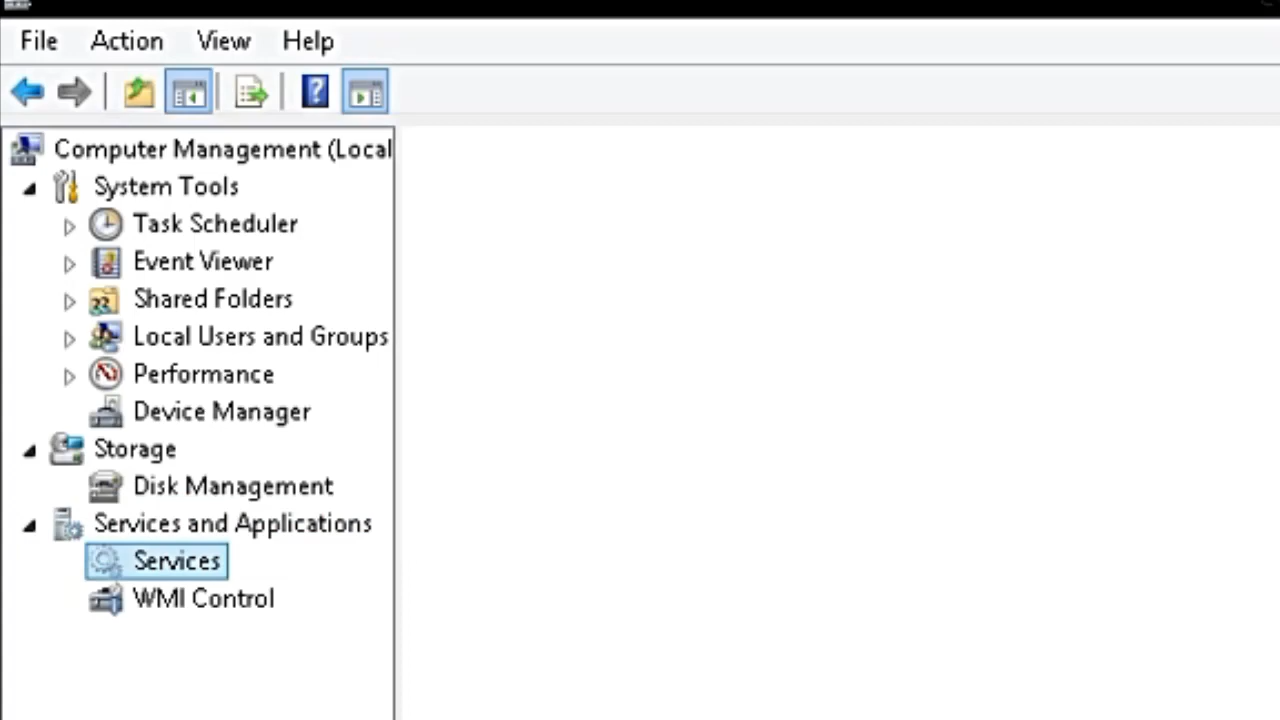 File Action View Help
Computer Management (Local
System Tools
Task Scheduler
Event Viewer
Shared Folders
Local Users and Groups
Performance
Device Manager
Storage
Disk Management
Services and Applications
Services
WMI Control